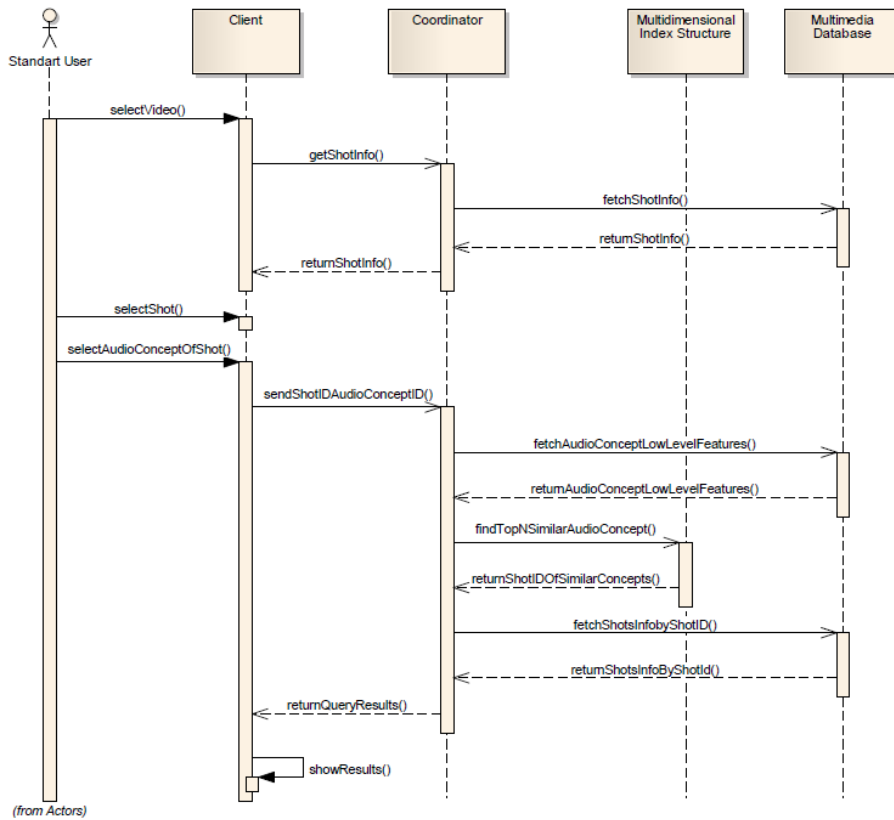 Standart User
Client
Coordinator
Multidimensional
Index Structure
Multimedia
Database
selectVideo()
getShotInfo()
fetchShotInfo()
returnShotInfo()
returnShotInfo()
selectShot()
selectAudioConceptOfShot()
sendShotIDAudioConceptID()
fetchAudioConceptLowLevelFeatures()
returnAudioConceptLowLevelFeatures()
findTopNSimilarAudioConcept()
returnShotIDOfSimilarConcepts()
fetchShotsInfobyShotID()
returnShotsInfoByShotId()
returnQueryResults()
showResults()
(from Actors)